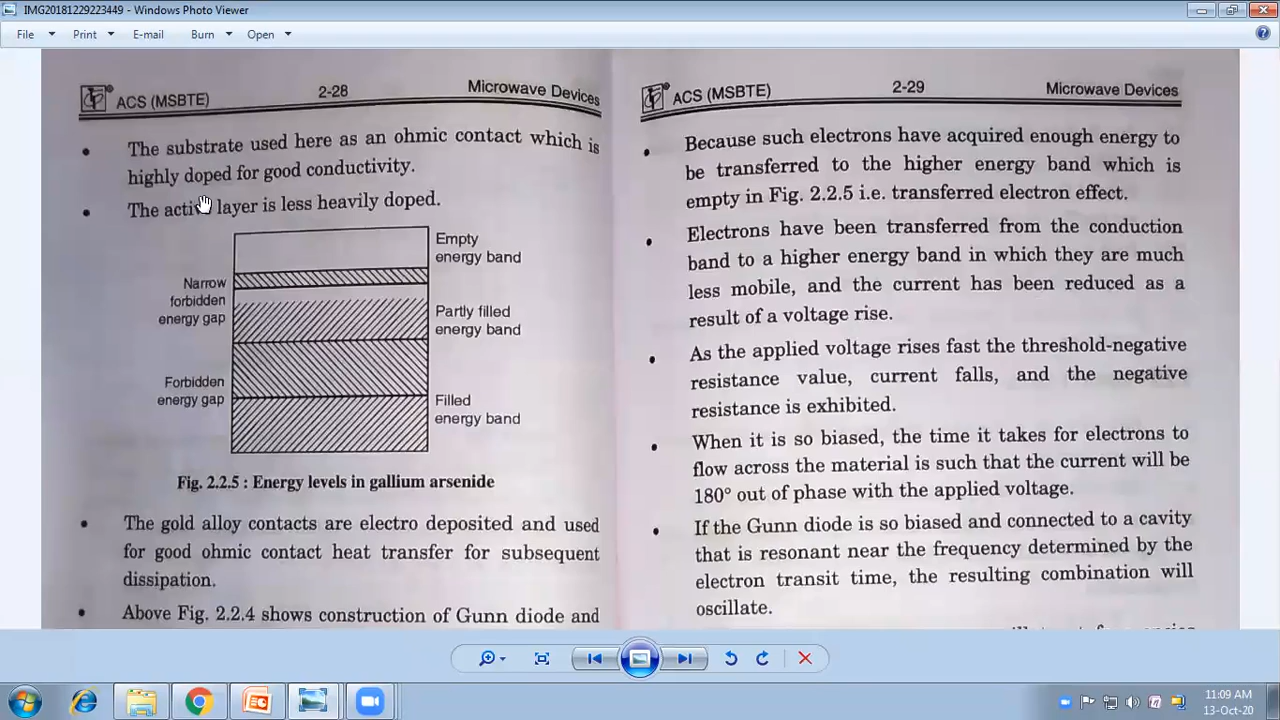 IMG20181229223449 - Windows Photo Viewer
File Print E-mail Burn Open
ACS (MSBTE) 2-28 Microwave Devices
• The substrate used here as an ohmic contact which is
highly doped for good conductivity.
• The active layer is less heavily doped.
Empty
energy band
Narrow
forbidden
energy gap
Partly filled
energy band
Forbidden
energy gap
Filled
energy band
Fig. 2.2.5 : Energy levels in gallium arsenide
• The gold alloy contacts are electro deposited and used
for good ohmic contact heat transfer for subsequent
dissipation.
• Above Fig. 2.2.4 shows construction of Gunn diode and
ACS (MSBTE) 2-29 Microwave Devices
• Because such electrons have acquired enough energy to
be transferred to the higher energy band which is
empty in Fig. 2.2.5 i.e. transferred electron effect.
• Electrons have been transferred from the conduction
band to a higher energy band in which they are much
less mobile, and the current has been reduced as a
result of a voltage rise.
• As the applied voltage rises fast the threshold-negative
resistance value, current falls, and the negative
resistance is exhibited.
• When it is so biased, the time it takes for electrons to
flow across the material is such that the current will be
180° out of phase with the applied voltage.
• If the Gunn diode is so biased and connected to a cavity
that is resonant near the frequency determined by the
electron transit time, the resulting combination will
oscillate.
11:09 AM
13-Oct-20